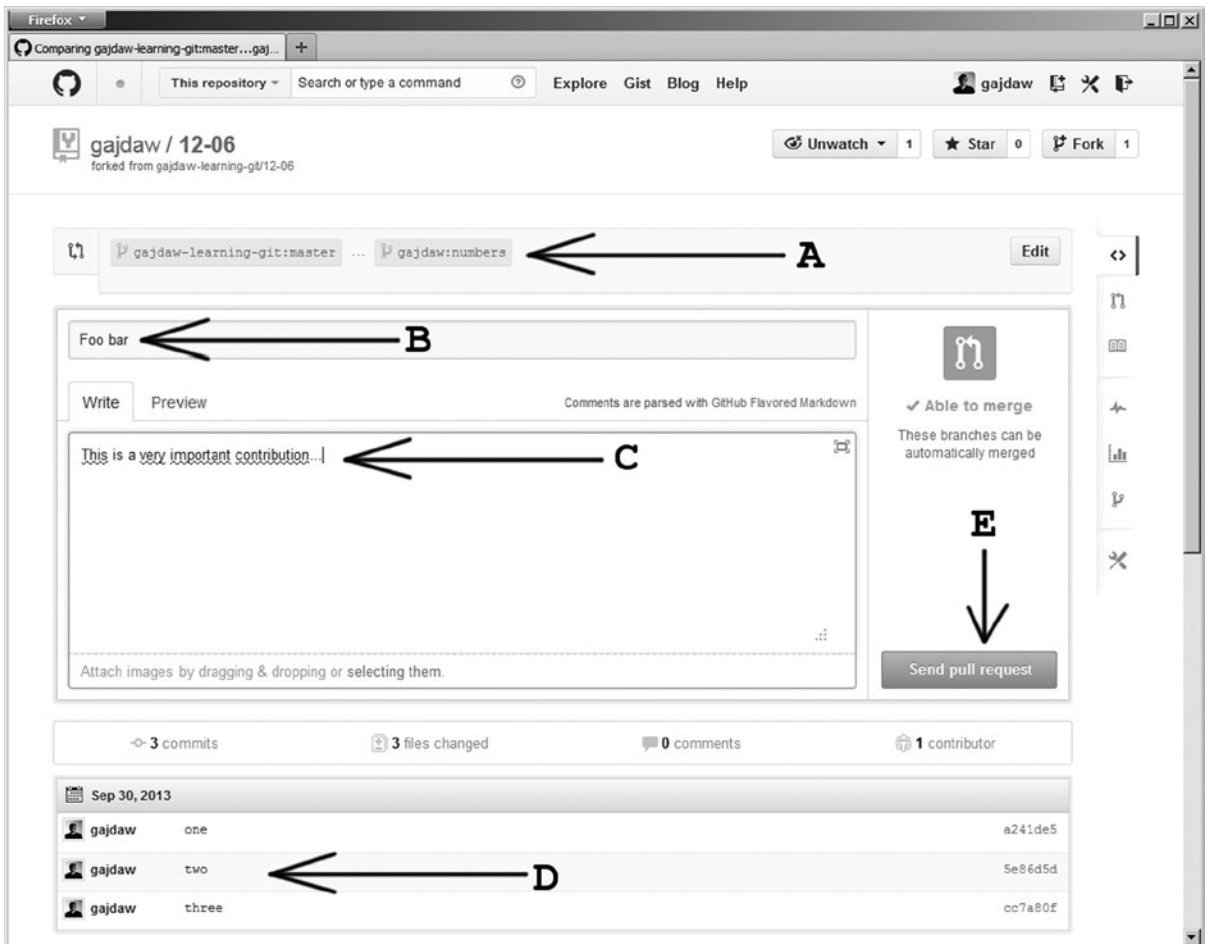 Firefox
Comparing gajdaw-learning-git:master...gaj...
This repository Search or type a command Explore Gist Blog Help gajdaw
gajdaw / 12-06
forked from gajdaw-learning-git/12-06
Unwatch 1 Star 0 Fork 1
gajdaw-learning-git:master ... gajdaw:numbers A Edit
Foo bar B
Write Preview Comments are parsed with GitHub Flavored Markdown
This is a very important contribution... C
Attach images by dragging & dropping or selecting them.
Able to merge
These branches can be
automatically merged
E
Send pull request
3 commits 3 files changed 0 comments 1 contributor
Sep 30, 2013
gajdaw one a241de5
gajdaw two D 5e86d5d
gajdaw three cc7a80f